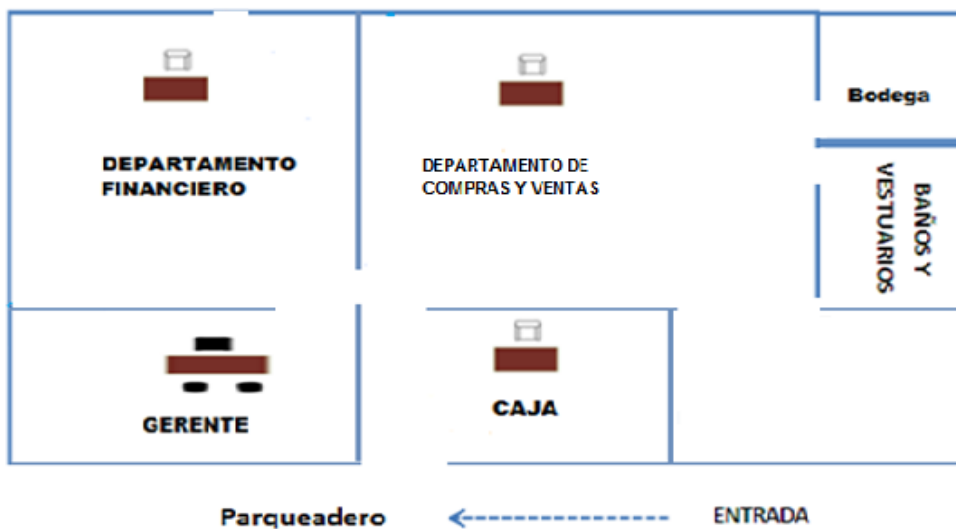 Bodega
DEPARTAMENTO
FINANCIERO
DEPARTAMENTO DE
COMPRAS Y VENTAS
BAÑOS Y
VESTUARIOS
GERENTE
CAJA
Parqueadero
ENTRADA